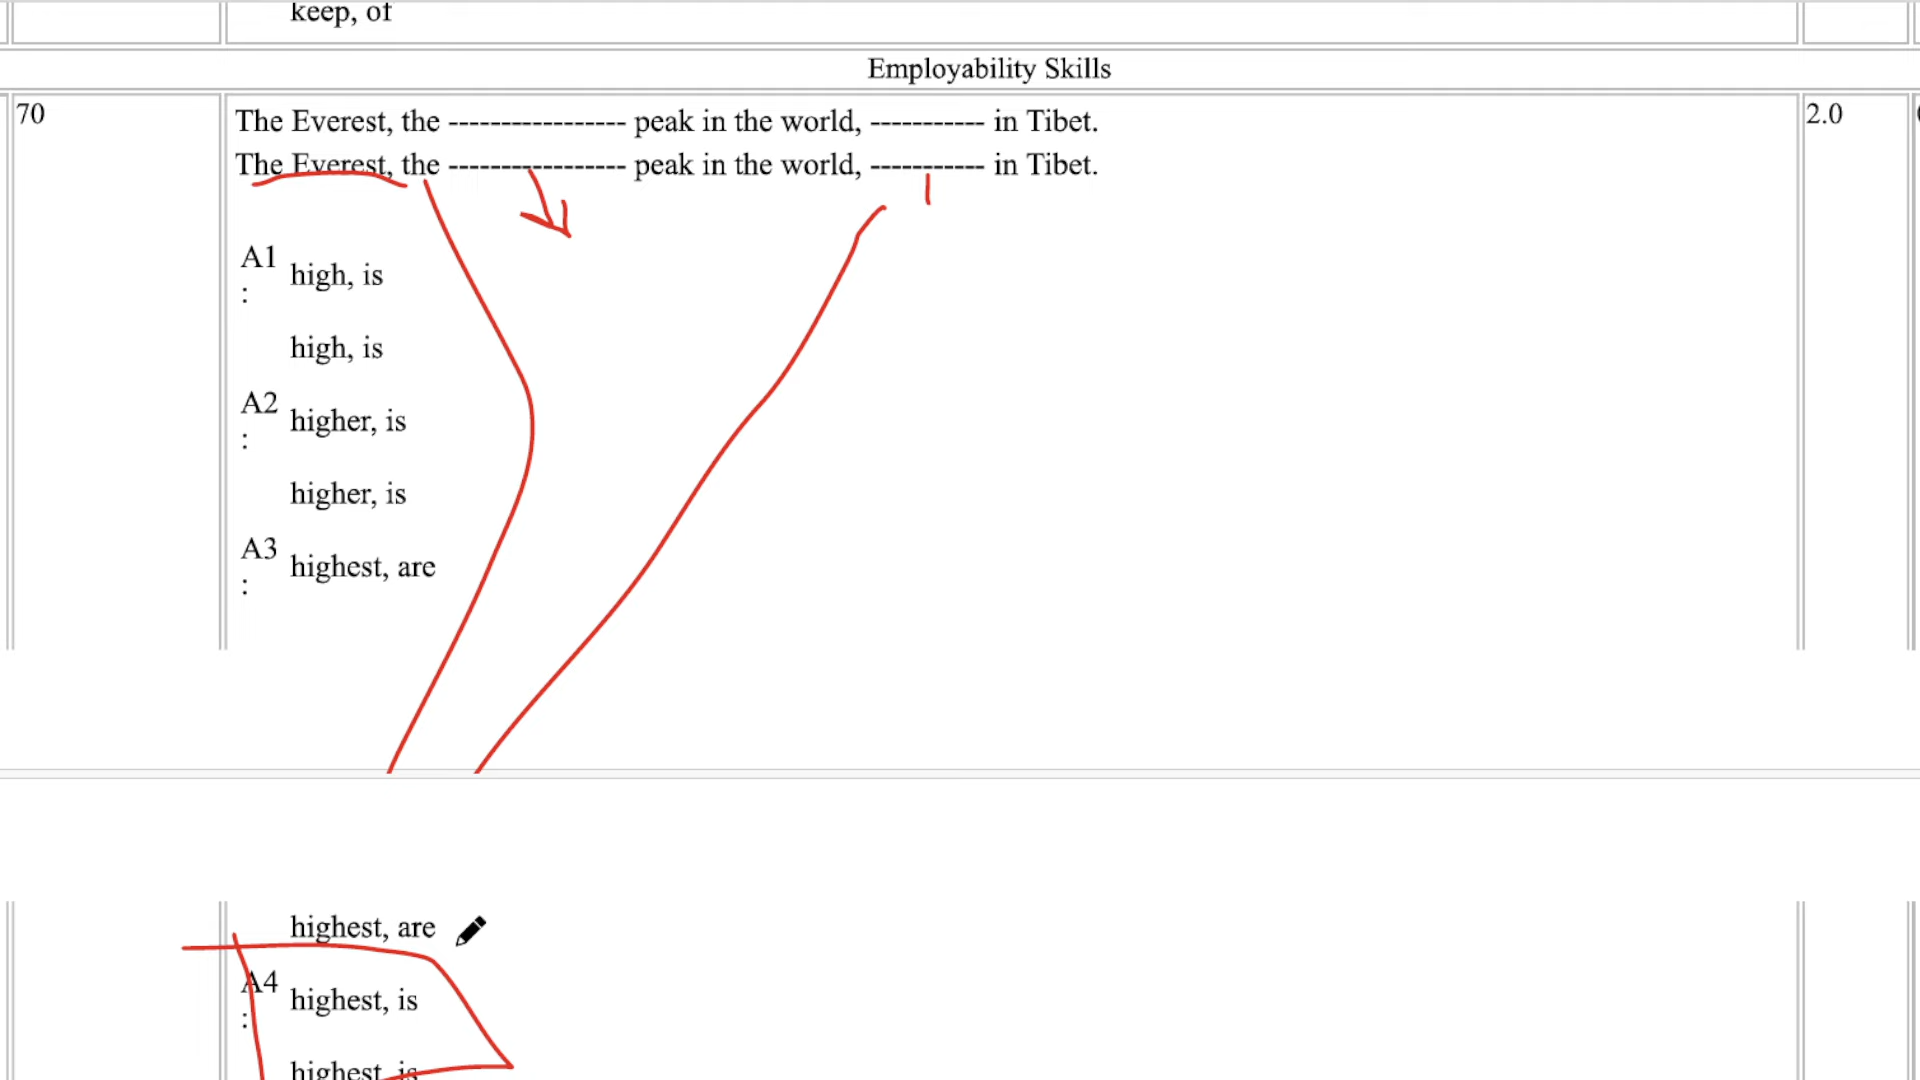 keep, of
Employability Skills
70
The Everest, the ----------------- peak in the world, ----------- in Tibet.
2.0
The Everest, the ----------------- peak in the world, ----------- in Tibet.
A1
:
high, is
high, is
A2
:
higher, is
higher, is
A3
:
highest, are
highest, are
A4
:
highest, is
highest, is